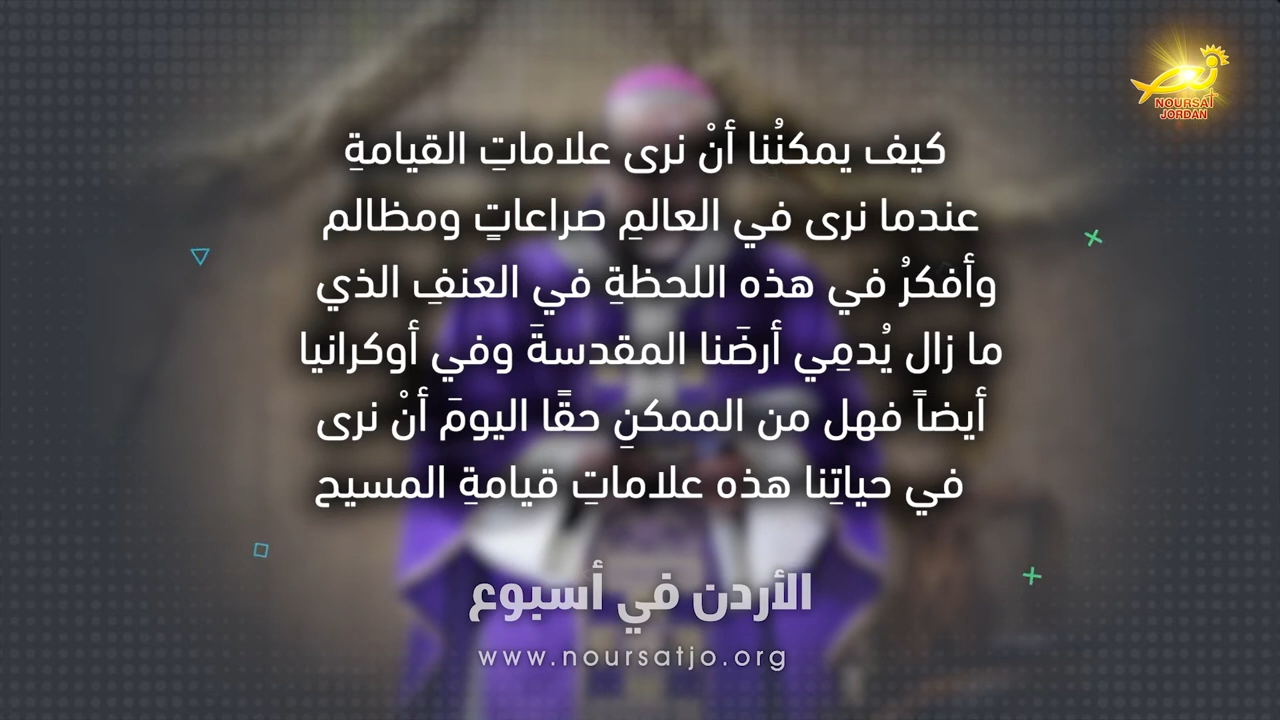 NOURSAT
JORDAN
كيف يمكنُنا أنْ نرى علاماتِ القيامةِ
عندما نرى في العالمِ صراعاتٍ ومظالم
وأفكرُ في هذه اللحظةِ في العنفِ الذي
ما زال يُدمِي أرضَنا المقدسةَ وفي أوكرانيا
أيضاً فهل من الممكنِ حقًا اليومَ أنْ نرى
في حياتِنا هذه علاماتِ قيامةِ المسيح
الأردن في أسبوع
www.noursatjo.org